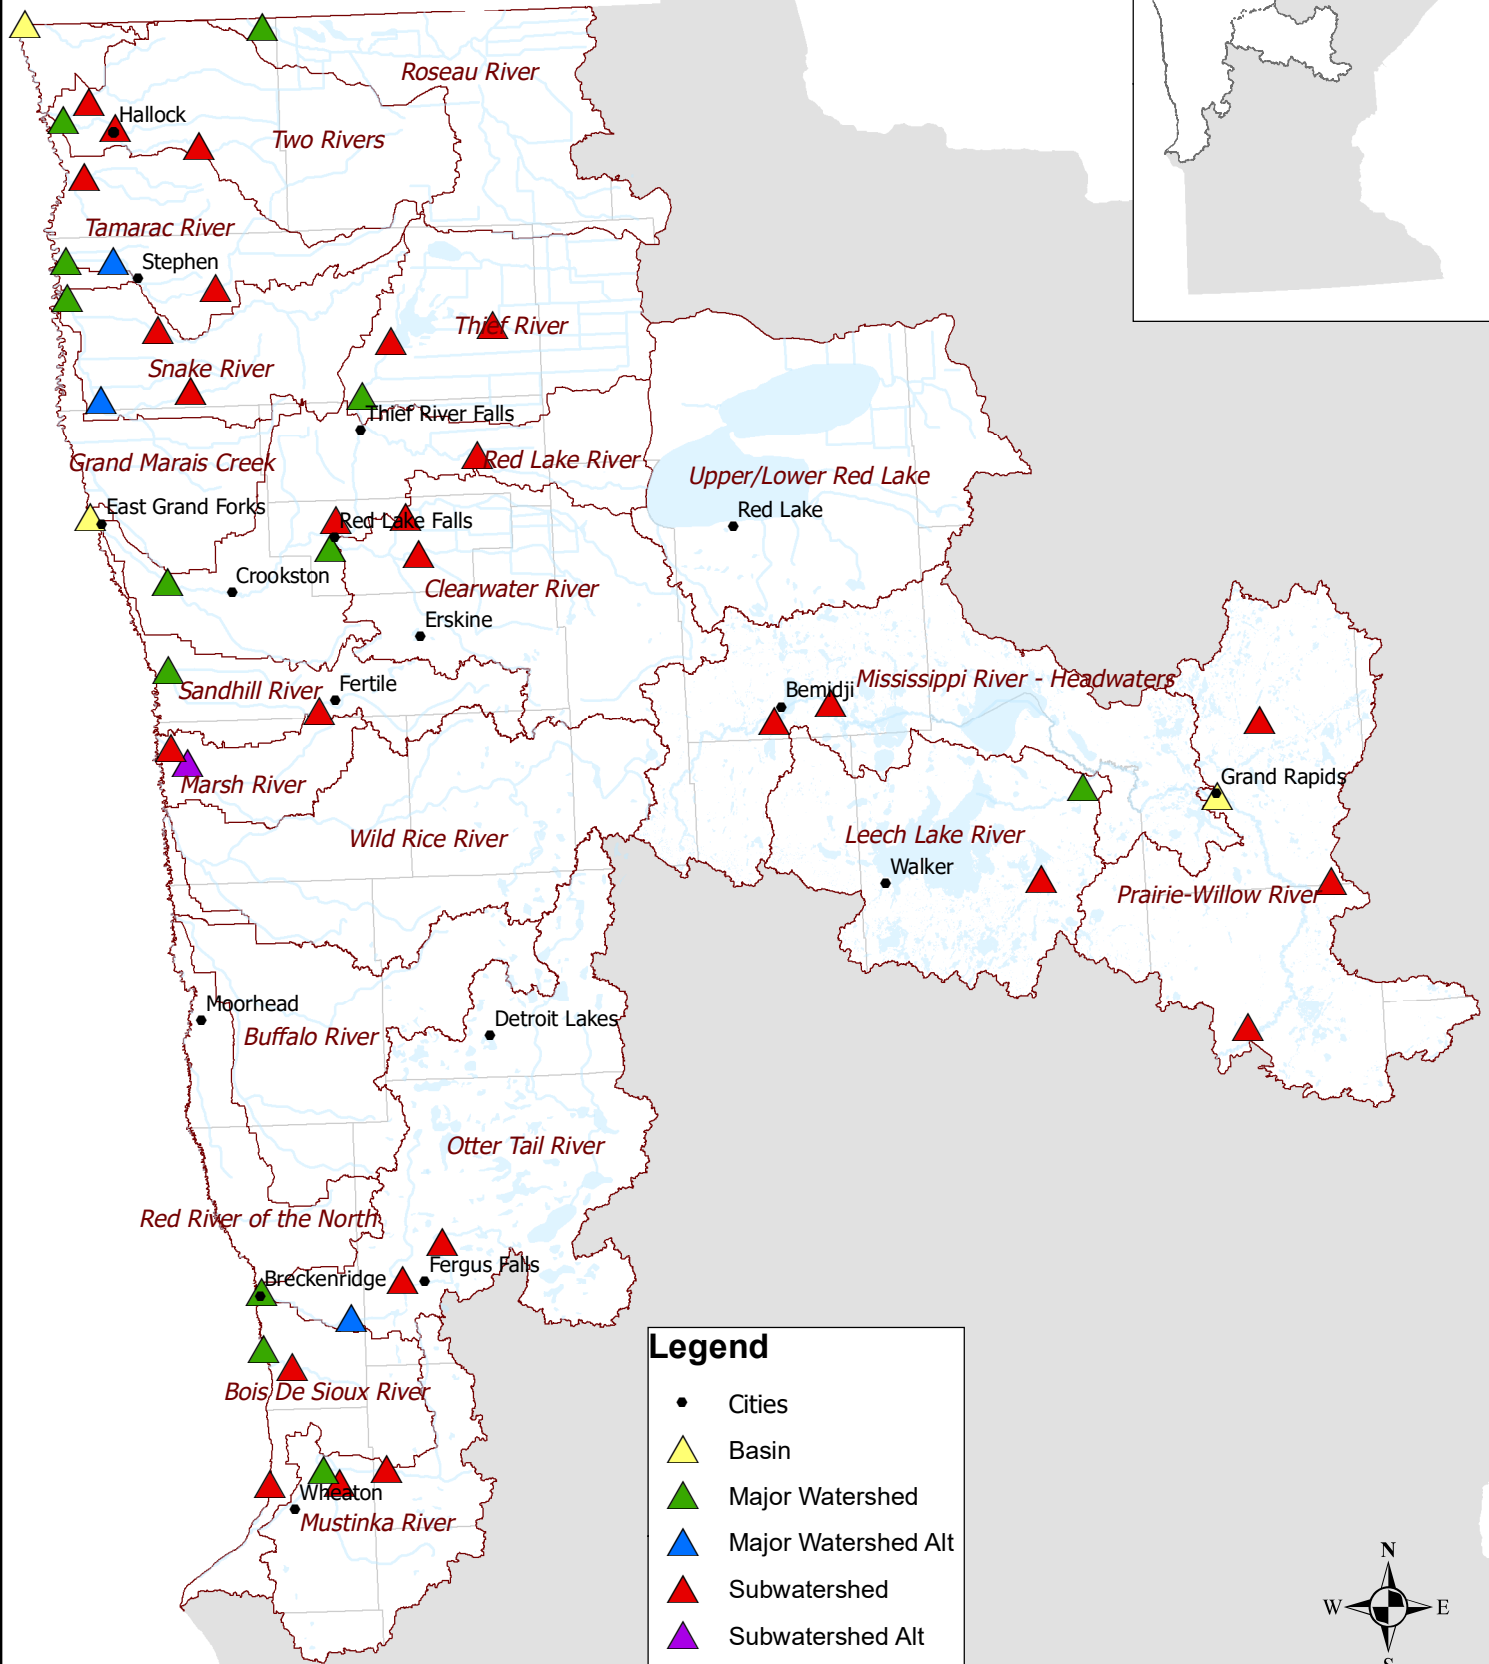 Roseau River
Hallock
Two Rivers
Tamarac River
Stephen
Thief River
Snake River
Thief River Falls
Grand Marais Creek
Red Lake River
Upper/Lower Red Lake
East Grand Forks
Red Lake
Red Lake Falls
Crookston
Clearwater River
Erskine
Sandhill River
Fertile
Bemidji
Mississippi River - Headwaters
Marsh River
Grand Rapids
Wild Rice River
Leech Lake River
Walker
Prairie-Willow River
Moorhead
Detroit Lakes
Buffalo River
Otter Tail River
Red River of the North
Fergus Falls
Breckenridge
Bois De Sioux River
Wheaton
Mustinka River
Legend
Cities
Basin
Major Watershed
Major Watershed Alt
Subwatershed
Subwatershed Alt
N
W E
S